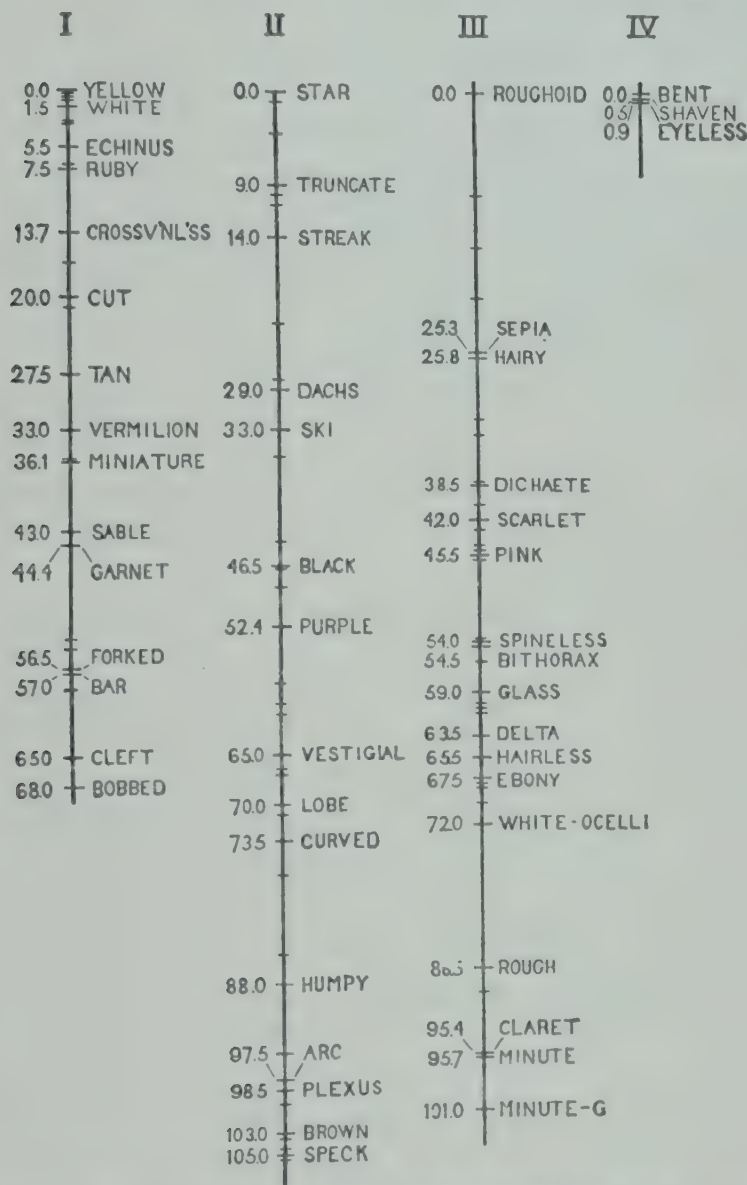 I
II
III
IV
0.0 YELLOW
1.5 WHITE
5.5 ECHINUS
7.5 RUBY
13.7 CROSSV'NL'SS
20.0 CUT
27.5 TAN
33.0 VERMILION
36.1 MINIATURE
43.0 SABLE
44.4 GARNET
56.5 FORKED
57.0 BAR
65.0 CLEFT
68.0 BOBBED
0.0 STAR
9.0 TRUNCATE
14.0 STREAK
29.0 DACHS
33.0 SKI
46.5 BLACK
52.4 PURPLE
65.0 VESTIGIAL
70.0 LOBE
73.5 CURVED
88.0 HUMPY
97.5 ARC
98.5 PLEXUS
103.0 BROWN
105.0 SPECK
0.0 ROUGHOID
25.3 SEPIA
25.8 HAIRY
38.5 DICHAETE
42.0 SCARLET
45.5 PINK
54.0 SPINELESS
54.5 BITHORAX
59.0 GLASS
63.5 DELTA
65.5 HAIRLESS
67.5 EBONY
72.0 WHITE-OCELLI
ROUGH
95.4 CLARET
95.7 MINUTE
101.0 MINUTE-G
0.0 BENT
0.5 SHAVEN
0.9 EYELESS